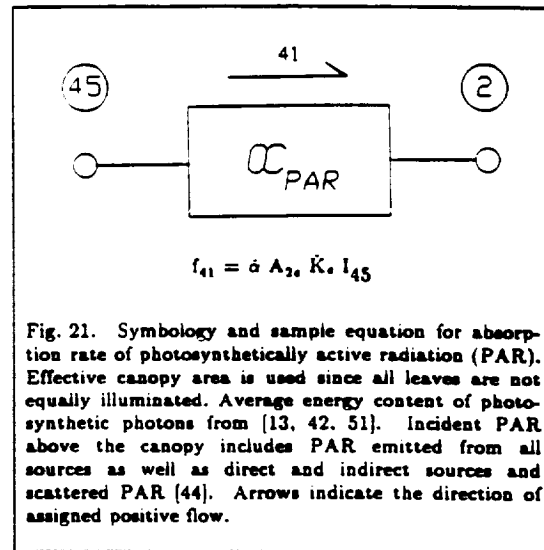 41
45
2
α PAR
f₄₁ = ά A₂ₑ K̇ₑ I₄₅
Fig. 21. Symbology and sample equation for absorp-
tion rate of photosynthetically active radiation (PAR).
Effective canopy area is used since all leaves are not
equally illuminated. Average energy content of photo-
synthetic photons from [13, 42, 51]. Incident PAR
above the canopy includes PAR emitted from all
sources as well as direct and indirect sources and
scattered PAR [44]. Arrows indicate the direction of
assigned positive flow.